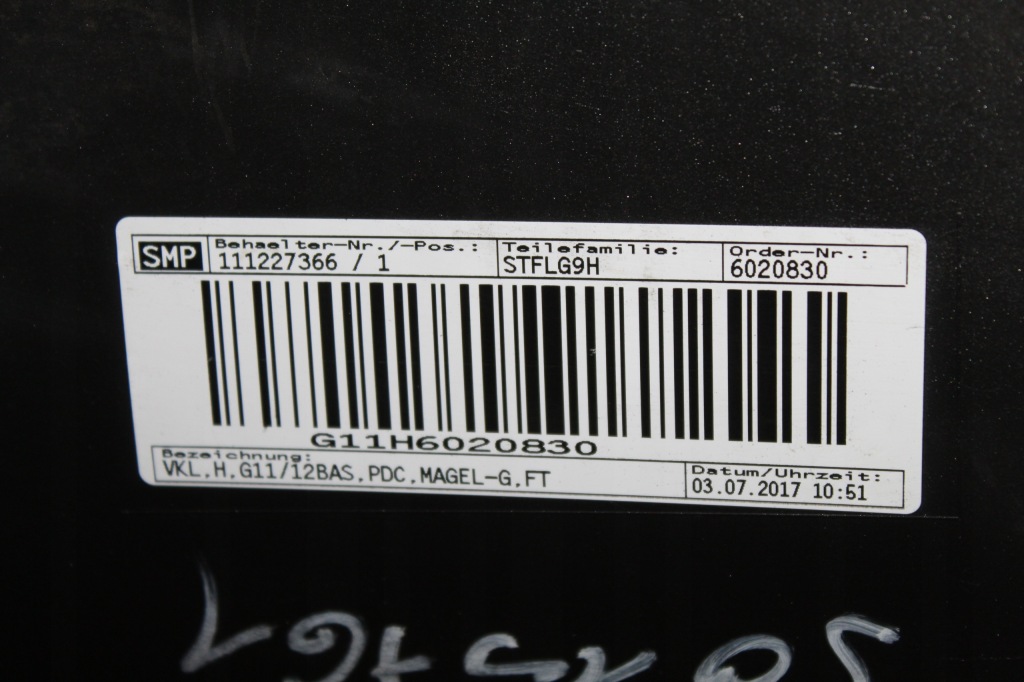 SMP
Behaelter-Nr./-Pos.: Teilefamilie: Order-Nr.:
111227366 / 1 STFLG9H 6020830
G11H6020830
Bezeichnung: Datum/Uhrzeit:
VKL.H.G11/12BAS.PDC.MAGEL-G.FT 03.07.2017 10:51